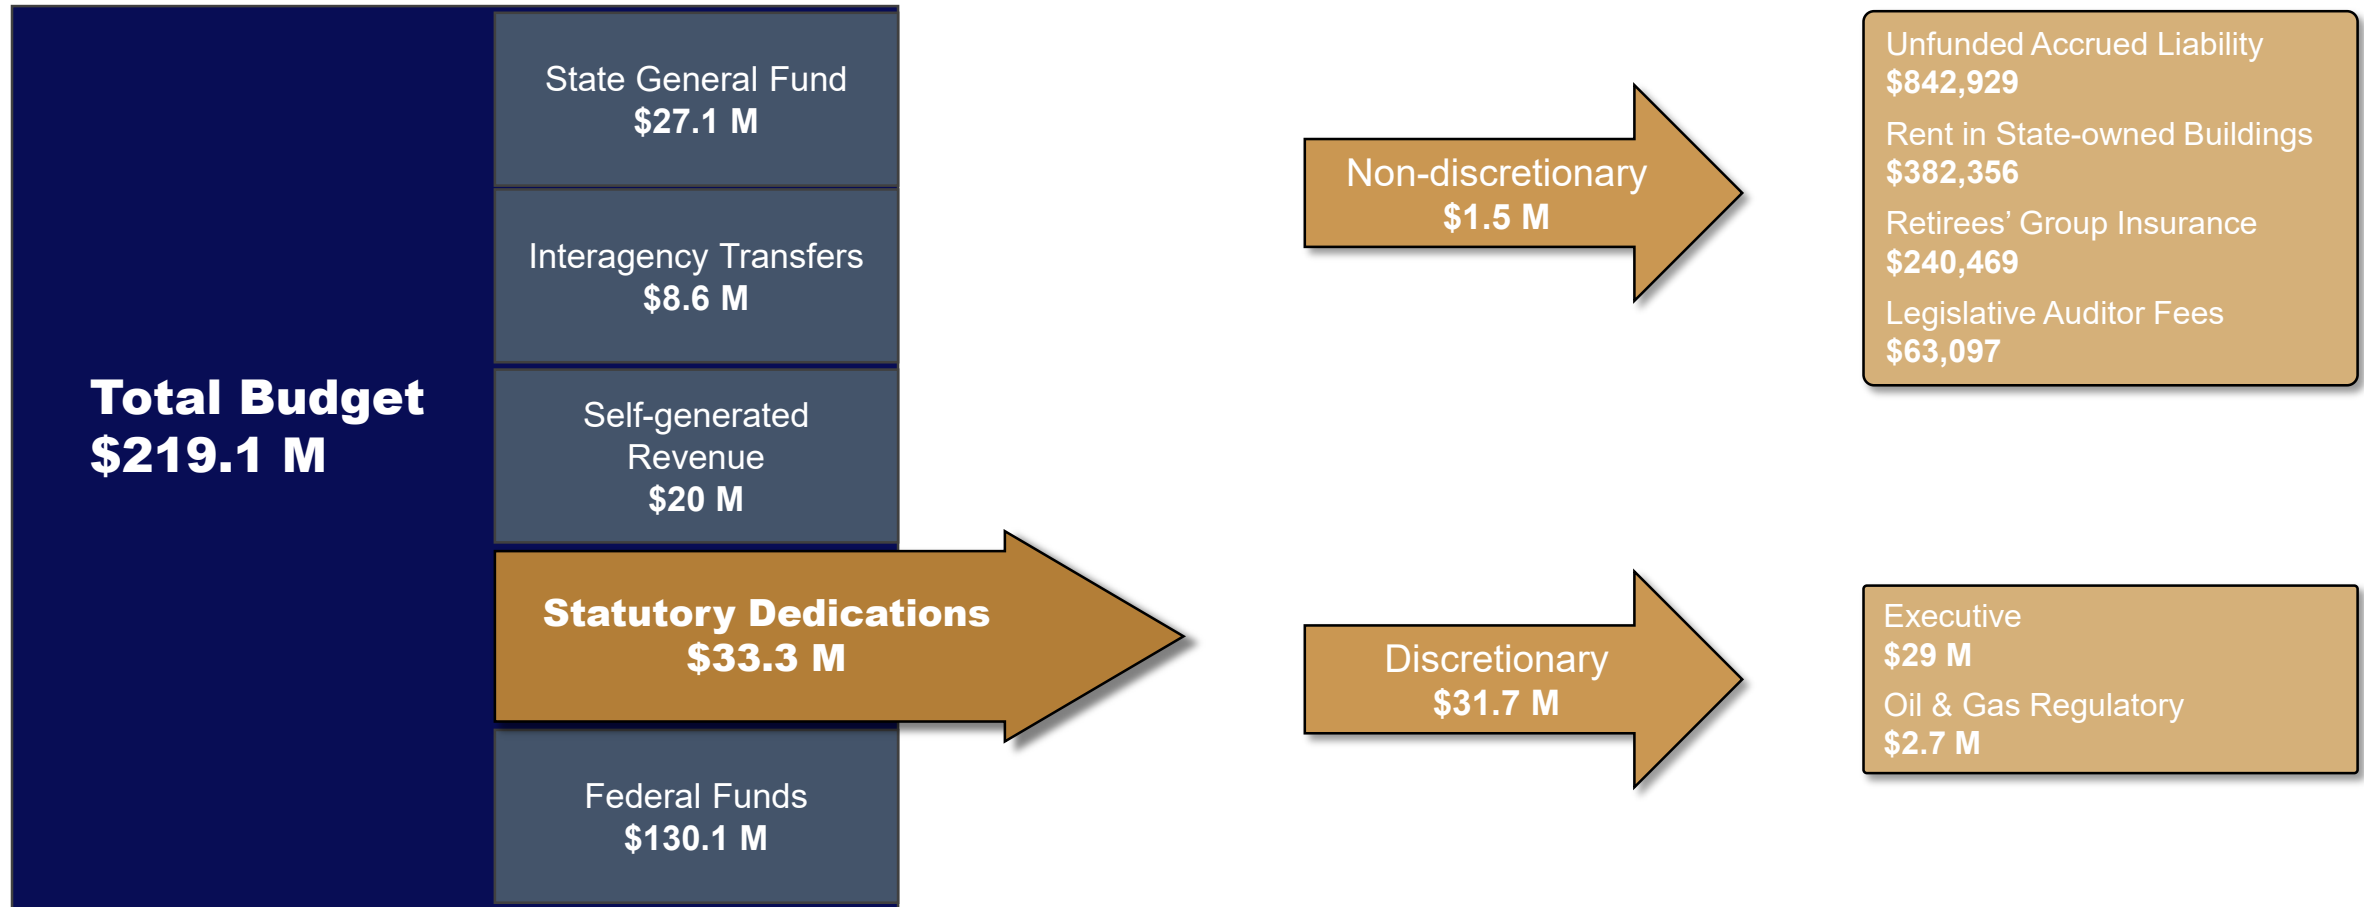 Total Budget
$219.1 M
State General Fund
$27.1 M
Interagency Transfers
$8.6 M
Self-generated
Revenue
$20 M
Statutory Dedications
$33.3 M
Federal Funds
$130.1 M
Non-discretionary
$1.5 M
Discretionary
$31.7 M
Unfunded Accrued Liability
$842,929
Rent in State-owned Buildings
$382,356
Retirees’ Group Insurance
$240,469
Legislative Auditor Fees
$63,097
Executive
$29 M
Oil & Gas Regulatory
$2.7 M